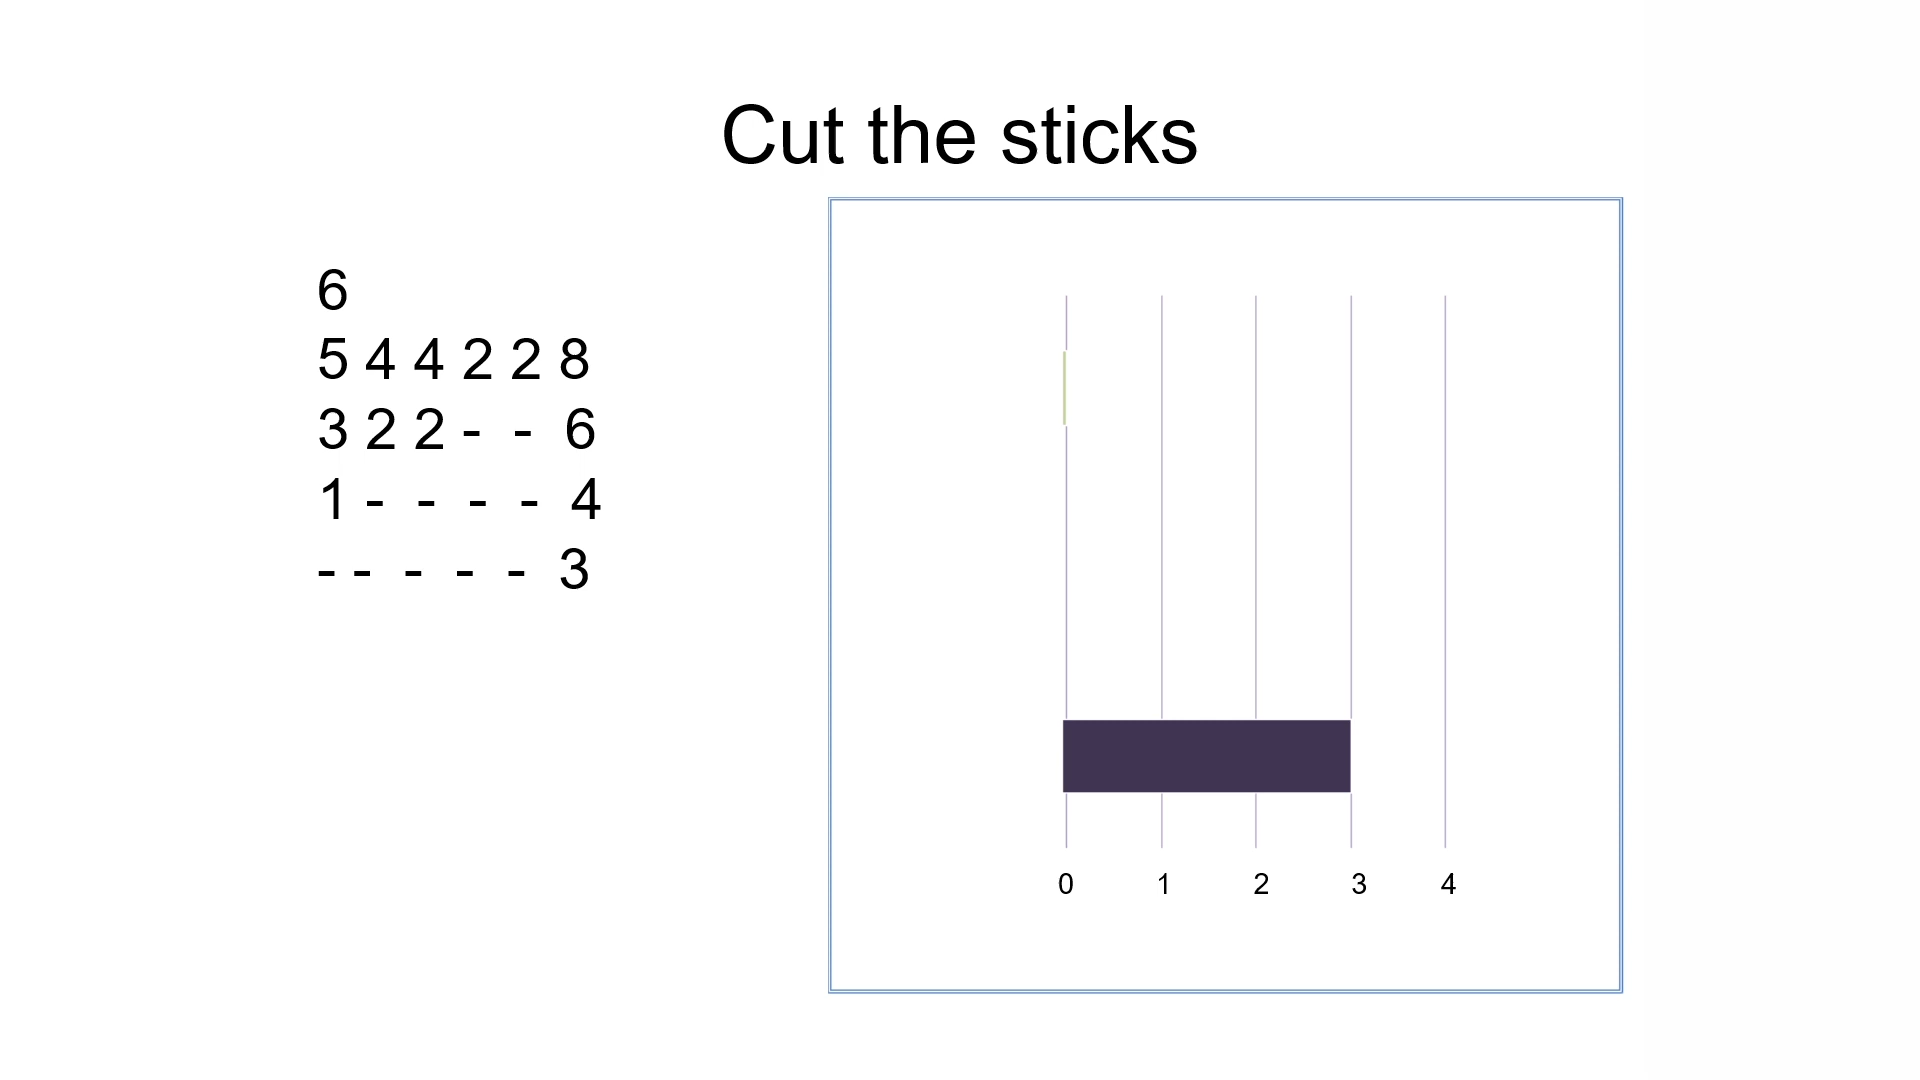 Cut the sticks
6
5 4 4 2 2 8
3 2 2 - - 6
1 - - - - 4
- - - - - 3
0 1 2 3 4